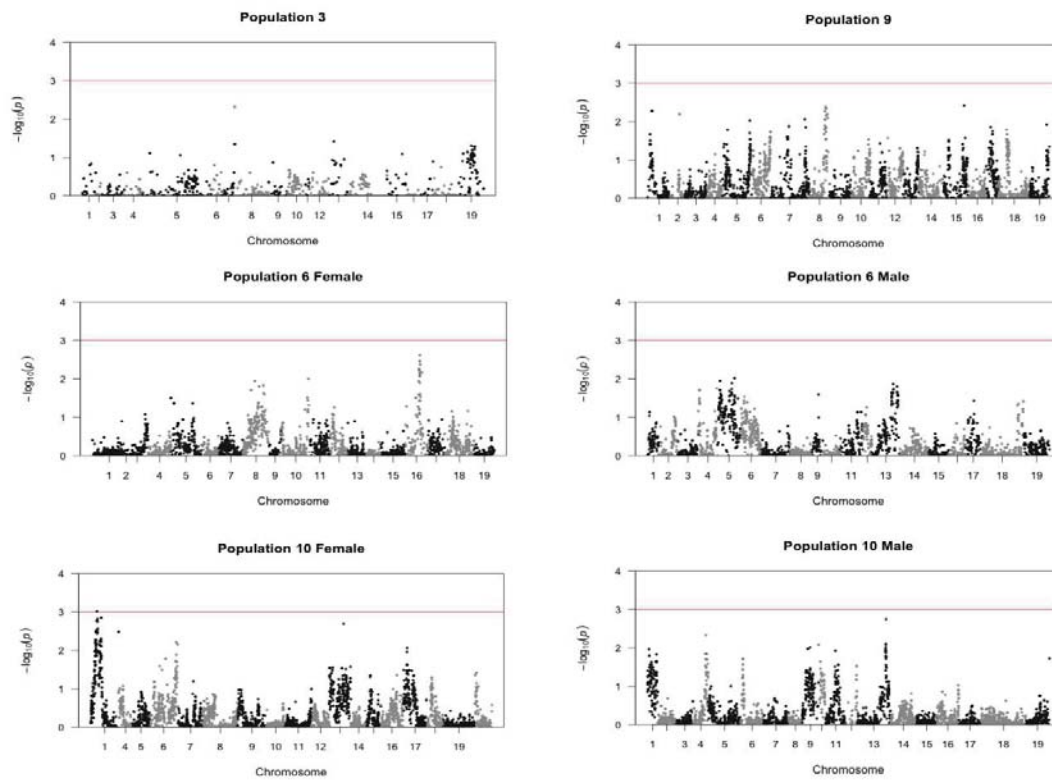 Population 3
4
3
2
1
0
−log10(p)
1 3 4 5 6 8 10 12 14 15 17 19
Chromosome
Population 9
4
3
2
1
0
−log10(p)
1 2 3 4 5 6 7 8 9 10 12 14 15 16 18 19
Chromosome
Population 6 Female
4
3
2
1
0
−log10(p)
1 2 3 4 5 6 7 8 9 10 11 12 13 15 16 18 19
Chromosome
Population 6 Male
4
3
2
1
0
−log10(p)
1 2 3 4 5 6 7 8 9 11 12 13 14 15 16 17 18 19
Chromosome
Population 10 Female
4
3
2
1
0
−log10(p)
1 4 5 6 7 8 9 10 11 12 13 14 15 16 17 19
Chromosome
Population 10 Male
4
3
2
1
0
−log10(p)
1 3 4 5 6 7 8 9 11 13 14 15 16 17 18 19
Chromosome